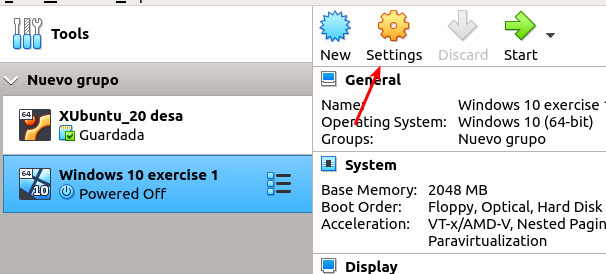 Tools
New Settings Discard Start
Nuevo grupo
64
XUbuntu_20 desa
Guardada
64
10
Windows 10 exercise 1
Powered Off
General
Name: Windows 10 exercise 1
Operating System: Windows 10 (64-bit)
Groups: Nuevo grupo
System
Base Memory: 2048 MB
Boot Order: Floppy, Optical, Hard Disk
Acceleration: VT-x/AMD-V, Nested Pagin
Paravirtualization
Display